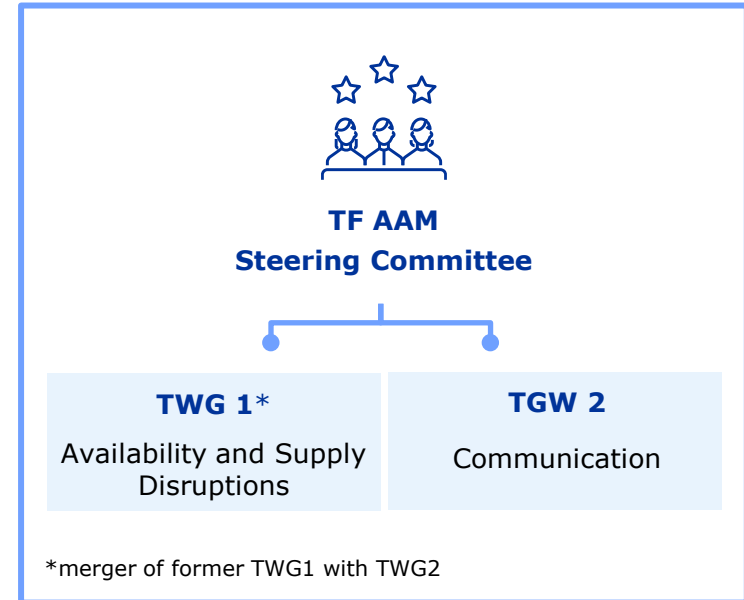 TF AAM
Steering Committee
TWG 1*
Availability and Supply
Disruptions
TGW 2
Communication
*merger of former TWG1 with TWG2